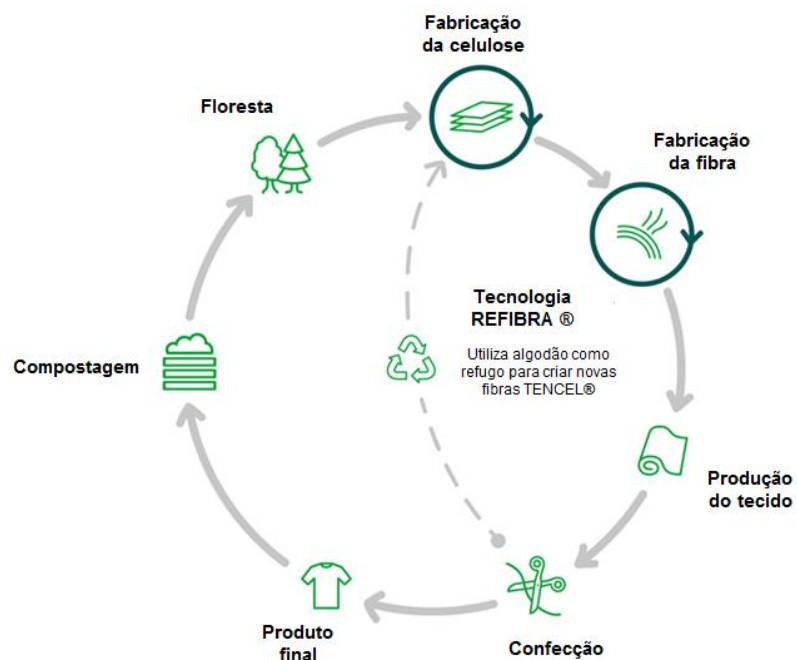 Fabricação
da celulose
Floresta
Fabricação
da fibra
Tecnologia
REFIBRA ®
Utiliza algodão como
refugo para criar novas
fibras TENCEL®
Compostagem
Produção
do tecido
Produto
final
Confecção